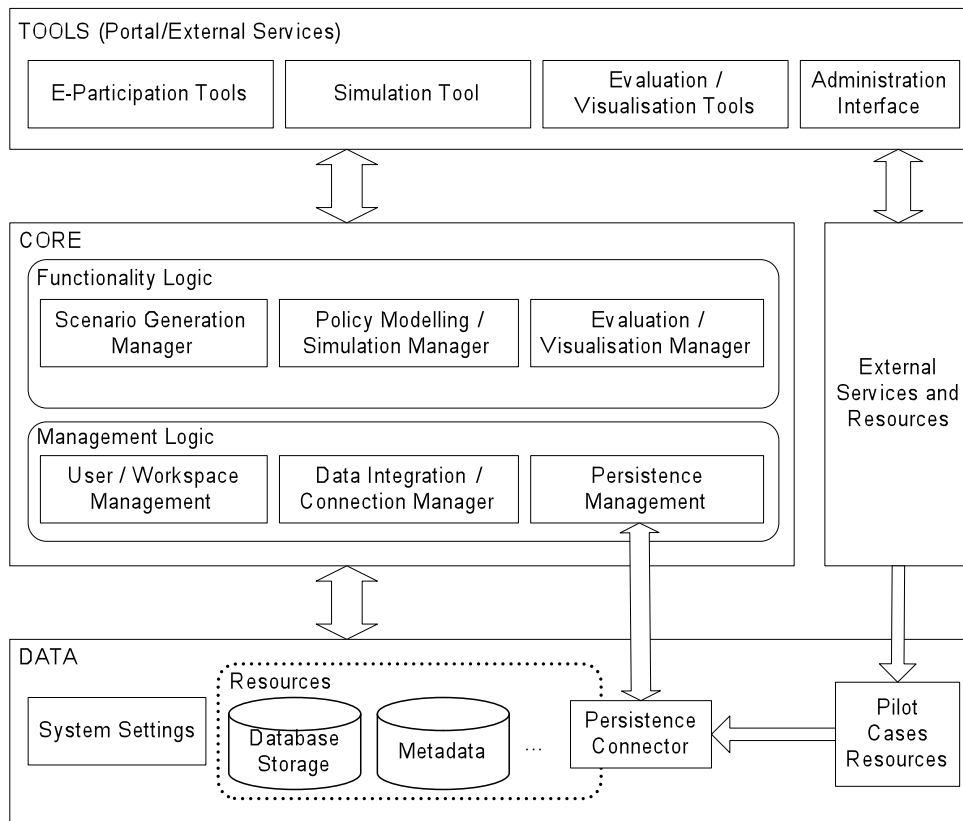 TOOLS (Portal/External Services)
E-Participation Tools
Simulation Tool
Evaluation /
Visualisation Tools
Administration
Interface
CORE
Functionality Logic
Scenario Generation
Manager
Policy Modelling /
Simulation Manager
Evaluation /
Visualisation Manager
External
Services and
Resources
Management Logic
User / Workspace
Management
Data Integration /
Connection Manager
Persistence
Management
DATA
System Settings
Resources
Database
Storage
Metadata
...
Persistence
Connector
Pilot
Cases
Resources